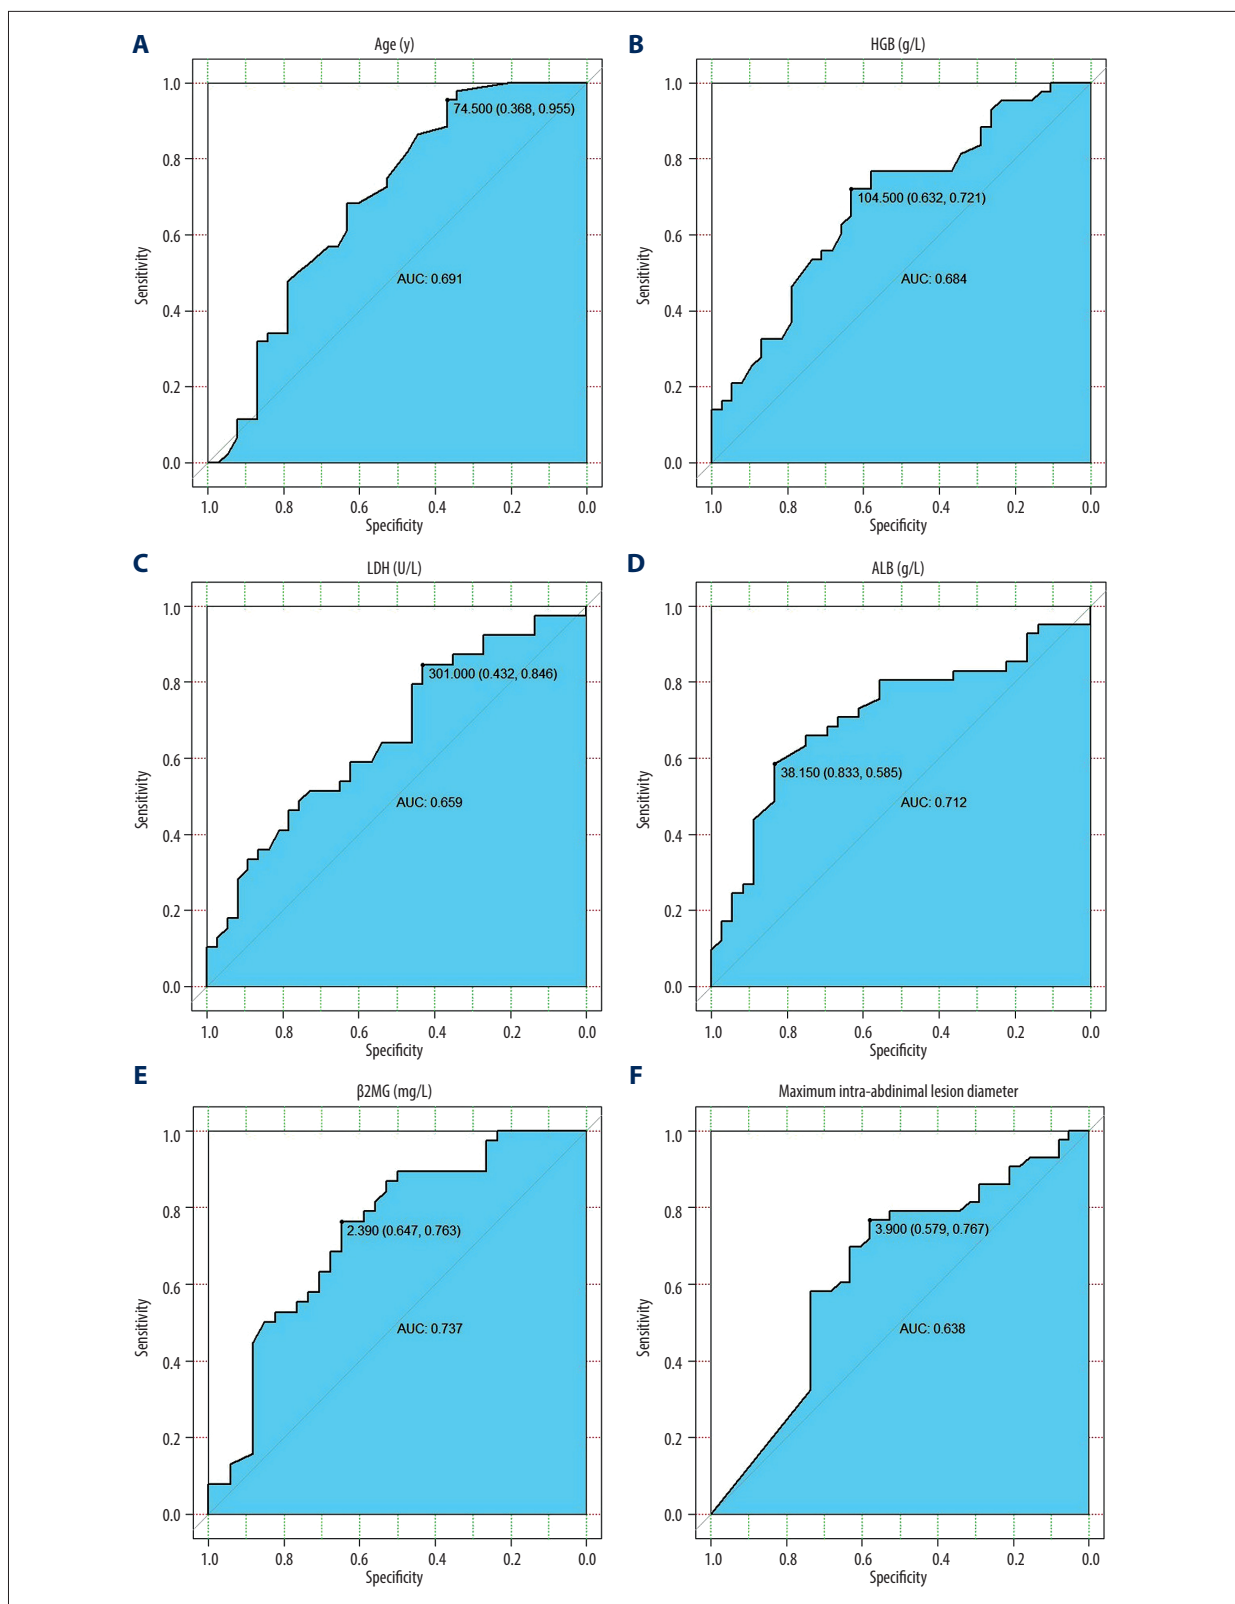 A
Age (y)
1.0
0.8
0.6
0.4
0.2
0.0
Sensitivity
74.500 (0.368, 0.955)
AUC: 0.691
1.0 0.8 0.6 0.4 0.2 0.0
Specificity
B
HGB (g/L)
1.0
0.8
0.6
0.4
0.2
0.0
Sensitivity
104.500 (0.632, 0.721)
AUC: 0.684
1.0 0.8 0.6 0.4 0.2 0.0
Specificity
C
LDH (U/L)
1.0
0.8
0.6
0.4
0.2
0.0
Sensitivity
301.000 (0.432, 0.846)
AUC: 0.659
1.0 0.8 0.6 0.4 0.2 0.0
Specificity
D
ALB (g/L)
1.0
0.8
0.6
0.4
0.2
0.0
Sensitivity
38.150 (0.833, 0.585)
AUC: 0.712
1.0 0.8 0.6 0.4 0.2 0.0
Specificity
E
β2MG (mg/L)
1.0
0.8
0.6
0.4
0.2
0.0
Sensitivity
2.390 (0.647, 0.763)
AUC: 0.737
1.0 0.8 0.6 0.4 0.2 0.0
Specificity
F
Maximum intra-abdinimal lesion diameter
1.0
0.8
0.6
0.4
0.2
0.0
Sensitivity
3.900 (0.579, 0.767)
AUC: 0.638
1.0 0.8 0.6 0.4 0.2 0.0
Specificity